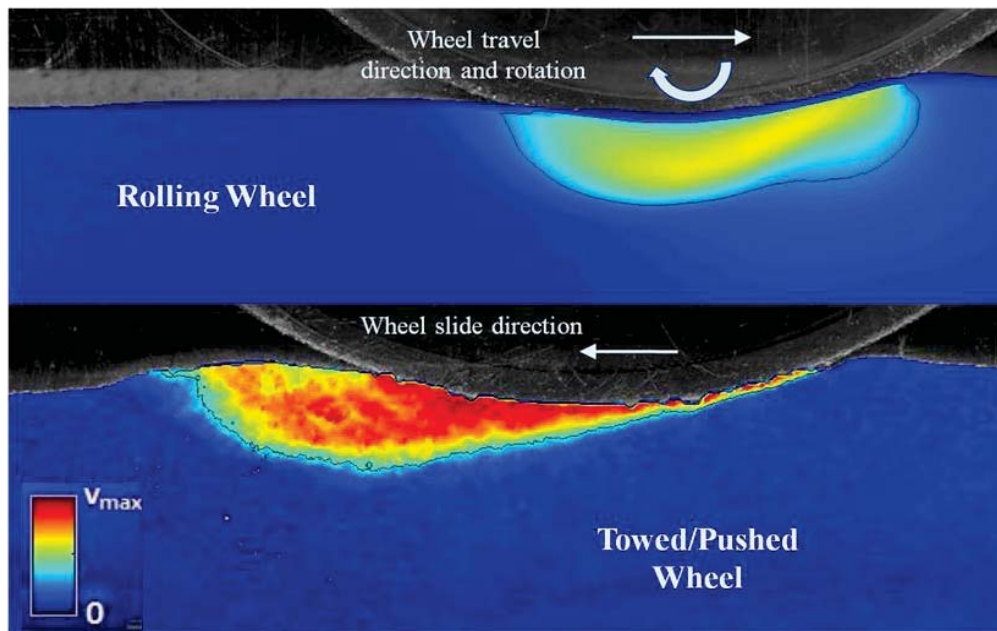 Wheel travel
direction and rotation
Rolling Wheel
Wheel slide direction
Vmax
0
Towed/Pushed
Wheel